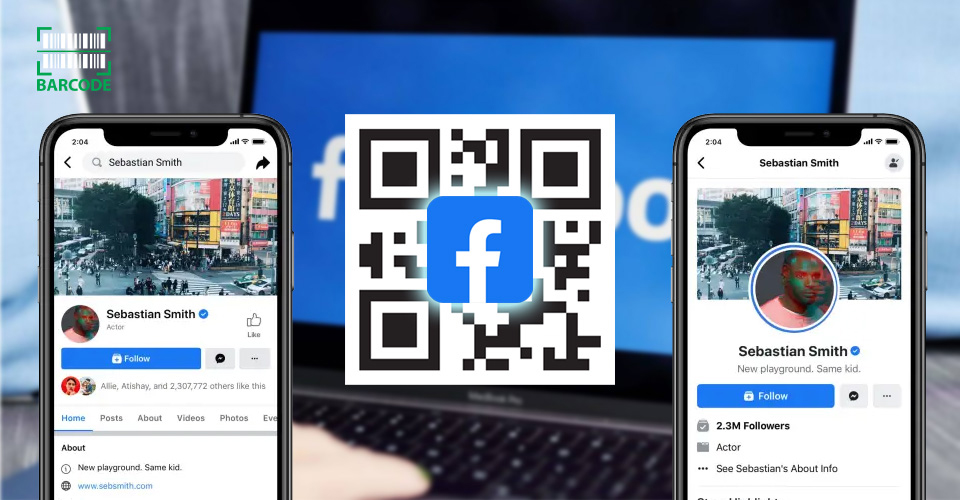 BARCODE
2:04
Sebastian Smith
Sebastian Smith
Actor
Like
Follow
Allie, Atishay, and 2,307,772 others like this
Home Posts About Videos Photos Eve
About
New playground. Same kid.
www.sebsmith.com
f
2:04
Sebastian Smith
Sebastian Smith
New playground. Same kid.
Follow
2.3M Followers
Actor
See Sebastian's About Info